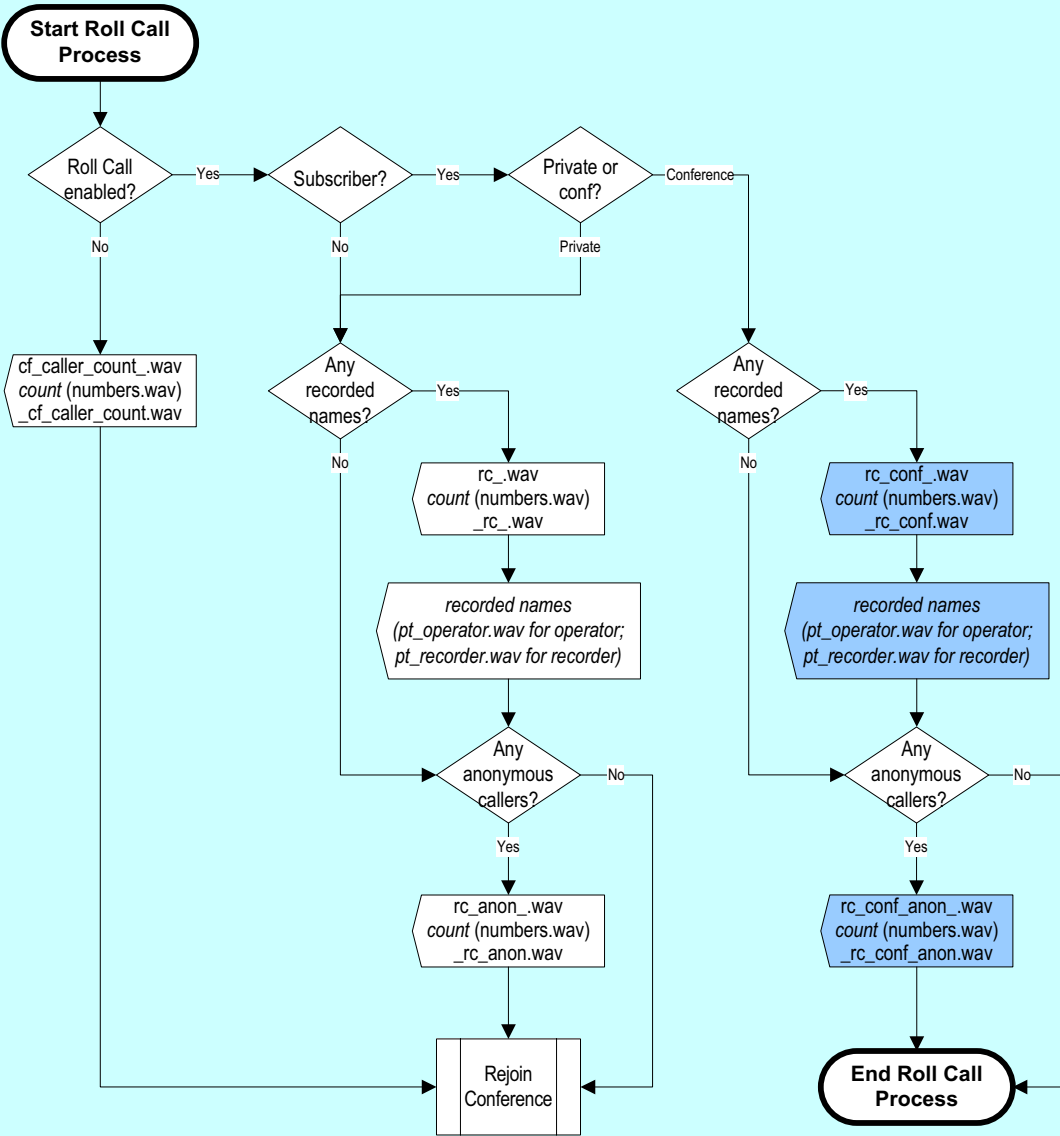 Start Roll Call
Process
Roll Call
enabled?
Yes
Subscriber?
Yes
Private or
conf?
Conference
No
No
Private
cf_caller_count_.wav
count (numbers.wav)
_cf_caller_count.wav
Any
recorded
names?
Yes
No
rc_.wav
count (numbers.wav)
_rc_.wav
recorded names
(pt_operator.wav for operator;
pt_recorder.wav for recorder)
Any
anonymous
callers?
No
Yes
rc_anon_.wav
count (numbers.wav)
_rc_anon.wav
Rejoin
Conference
Any
recorded
names?
Yes
No
rc_conf_.wav
count (numbers.wav)
_rc_conf.wav
recorded names
(pt_operator.wav for operator;
pt_recorder.wav for recorder)
Any
anonymous
callers?
No
Yes
rc_conf_anon_.wav
count (numbers.wav)
_rc_conf_anon.wav
End Roll Call
Process